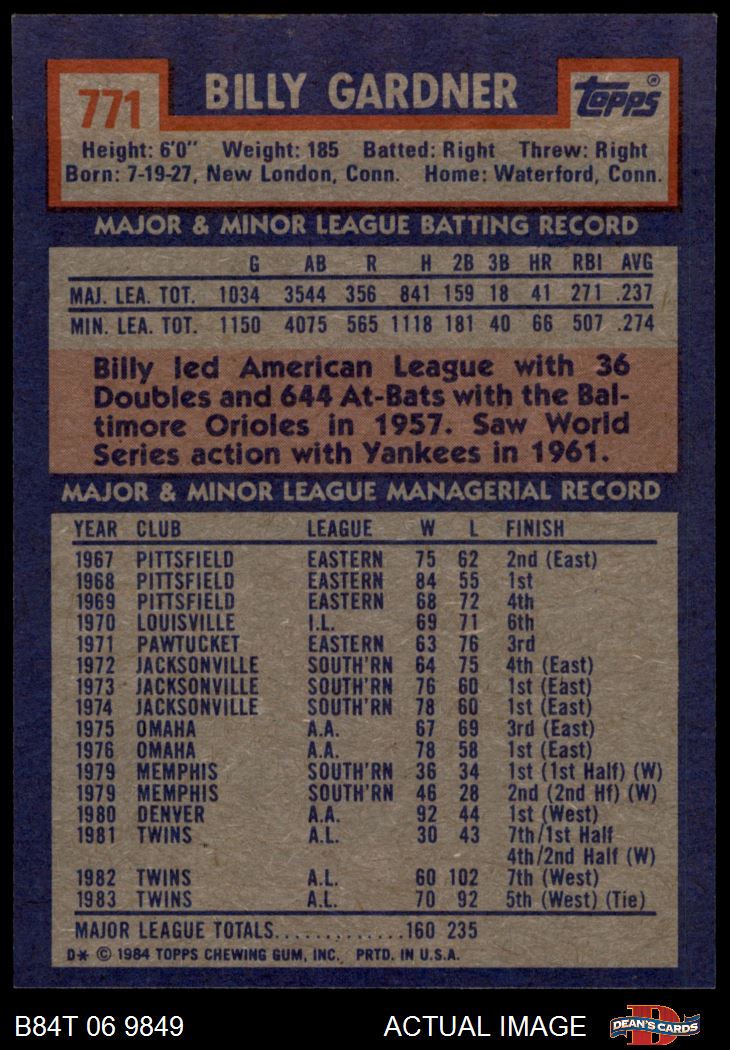 771
BILLY GARDNER
Topps®
Height: 6'0" Weight: 185 Batted: Right Threw: Right
Born: 7-19-27, New London, Conn. Home: Waterford, Conn.
MAJOR & MINOR LEAGUE BATTING RECORD
G AB R H 2B 3B HR RBI AVG
MAJ. LEA. TOT. 1034 3544 356 841 159 18 41 271 .237
MIN. LEA. TOT. 1150 4075 565 1118 181 40 66 507 .274
Billy led American League with 36
Doubles and 644 At-Bats with the Bal-
timore Orioles in 1957. Saw World
Series action with Yankees in 1961.
MAJOR & MINOR LEAGUE MANAGERIAL RECORD
YEAR CLUB LEAGUE W L FINISH
1967 PITTSFIELD EASTERN 75 62 2nd (East)
1968 PITTSFIELD EASTERN 84 55 1st
1969 PITTSFIELD EASTERN 68 72 4th
1970 LOUISVILLE I.L. 69 71 6th
1971 PAWTUCKET EASTERN 63 76 3rd
1972 JACKSONVILLE SOUTH'RN 64 75 4th (East)
1973 JACKSONVILLE SOUTH'RN 76 60 1st (East)
1974 JACKSONVILLE SOUTH'RN 78 60 1st (East)
1975 OMAHA A.A. 67 69 3rd (East)
1976 OMAHA A.A. 78 58 1st (East)
1979 MEMPHIS SOUTH'RN 36 34 1st (1st Half) (W)
1979 MEMPHIS SOUTH'RN 46 28 2nd (2nd Hf) (W)
1980 DENVER A.A. 92 44 1st (West)
1981 TWINS A.L. 30 43 7th/1st Half
4th/2nd Half (W)
1982 TWINS A.L. 60 102 7th (West)
1983 TWINS A.L. 70 92 5th (West) (Tie)
MAJOR LEAGUE TOTALS.............160 235
D* © 1984 TOPPS CHEWING GUM, INC. PRTD. IN U.S.A.
B84T 06 9849 ACTUAL IMAGE D DEAN'S CARDS